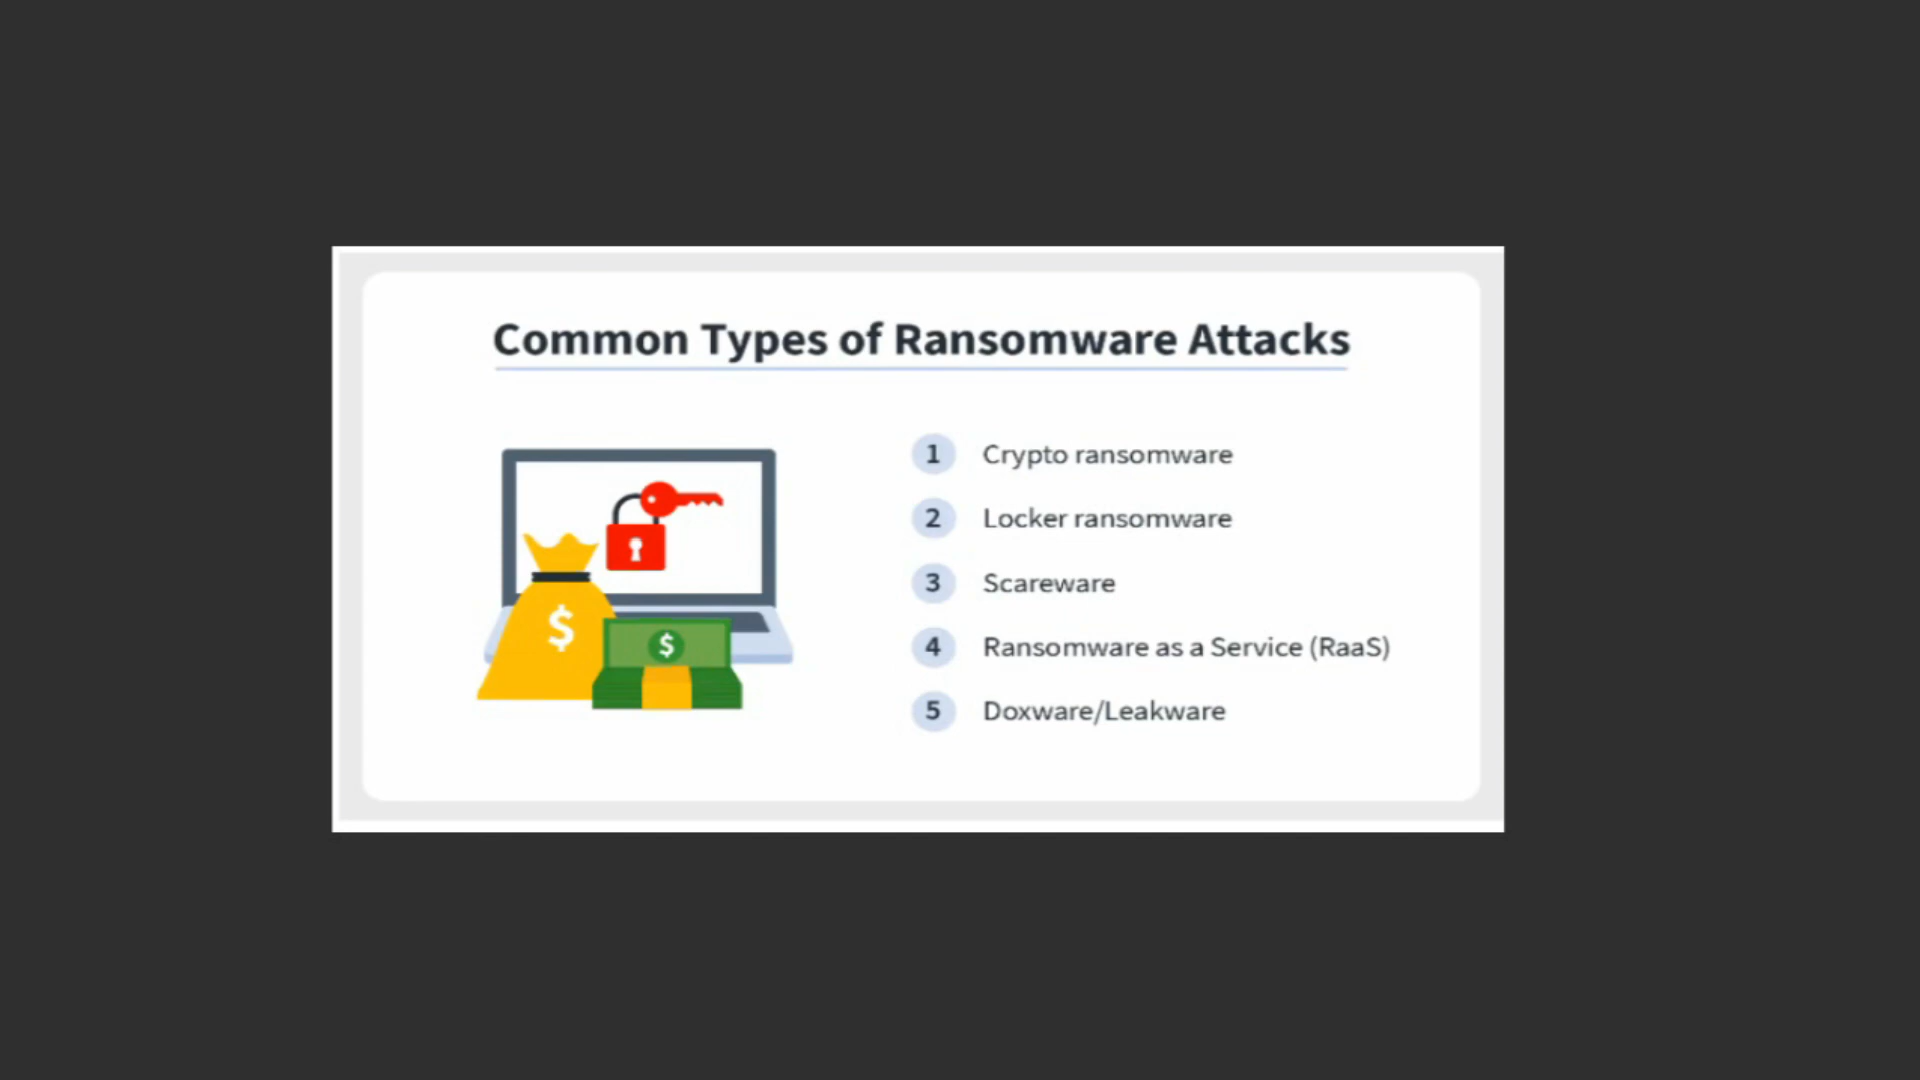 Common Types of Ransomware Attacks
1 Crypto ransomware
2 Locker ransomware
3 Scareware
4 Ransomware as a Service (RaaS)
5 Doxware/Leakware
$
$